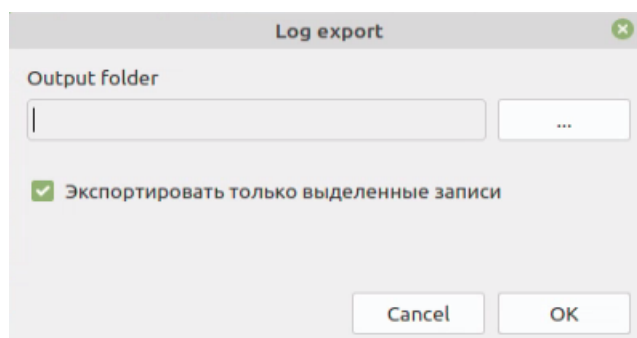 Log export
Output folder
...
Экспортировать только выделенные записи
Cancel
OK